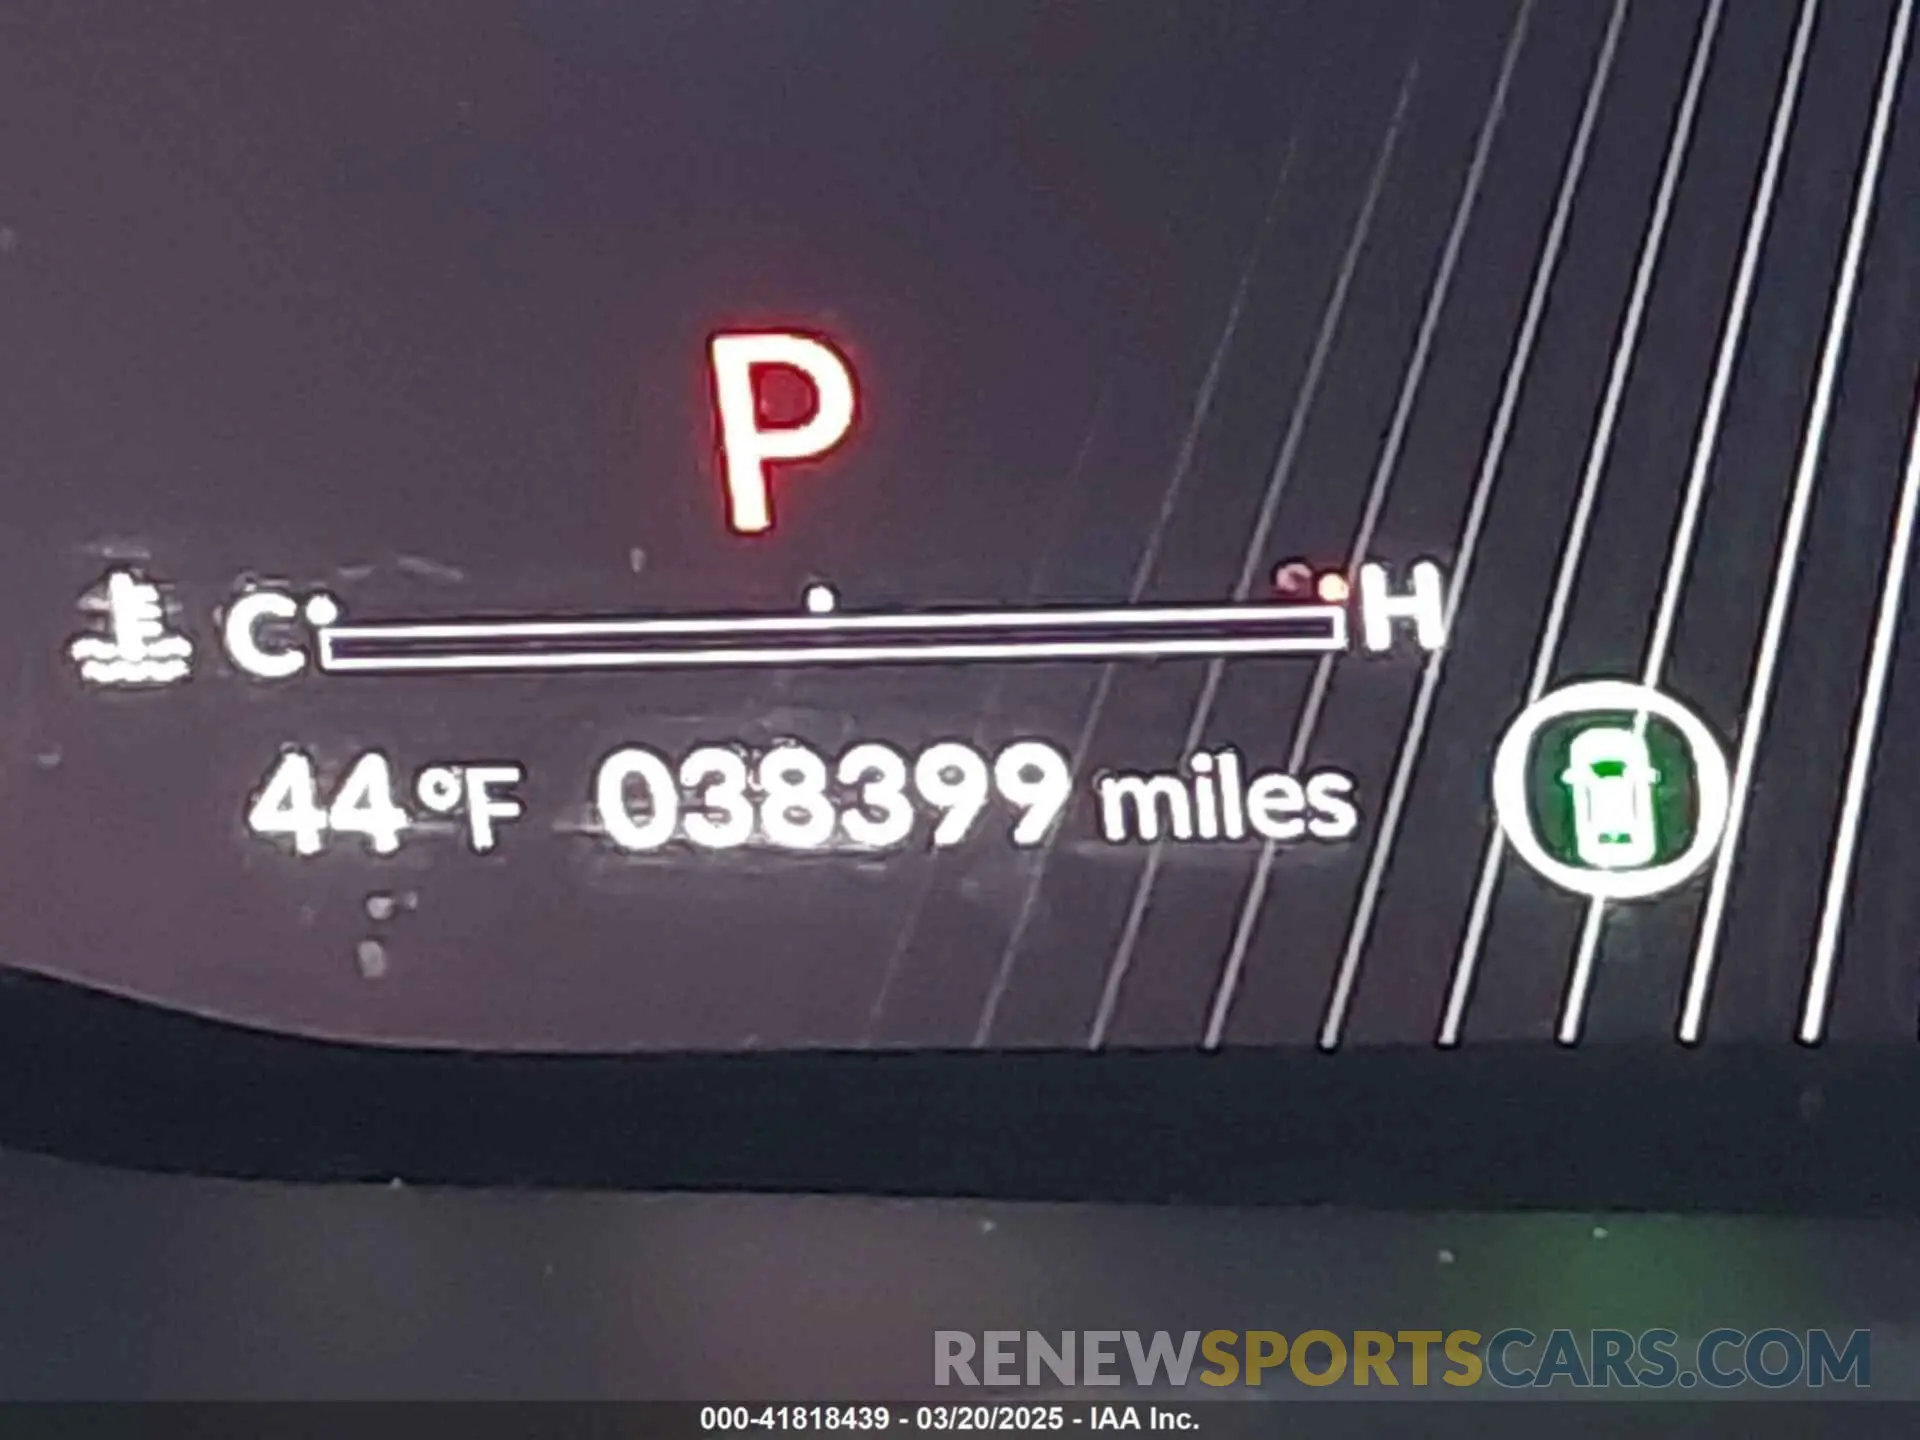 P
C H
44°F 038399 miles
RENEWSPORTSCARS.COM
000-41818439 - 03/20/2025 - IAA Inc.